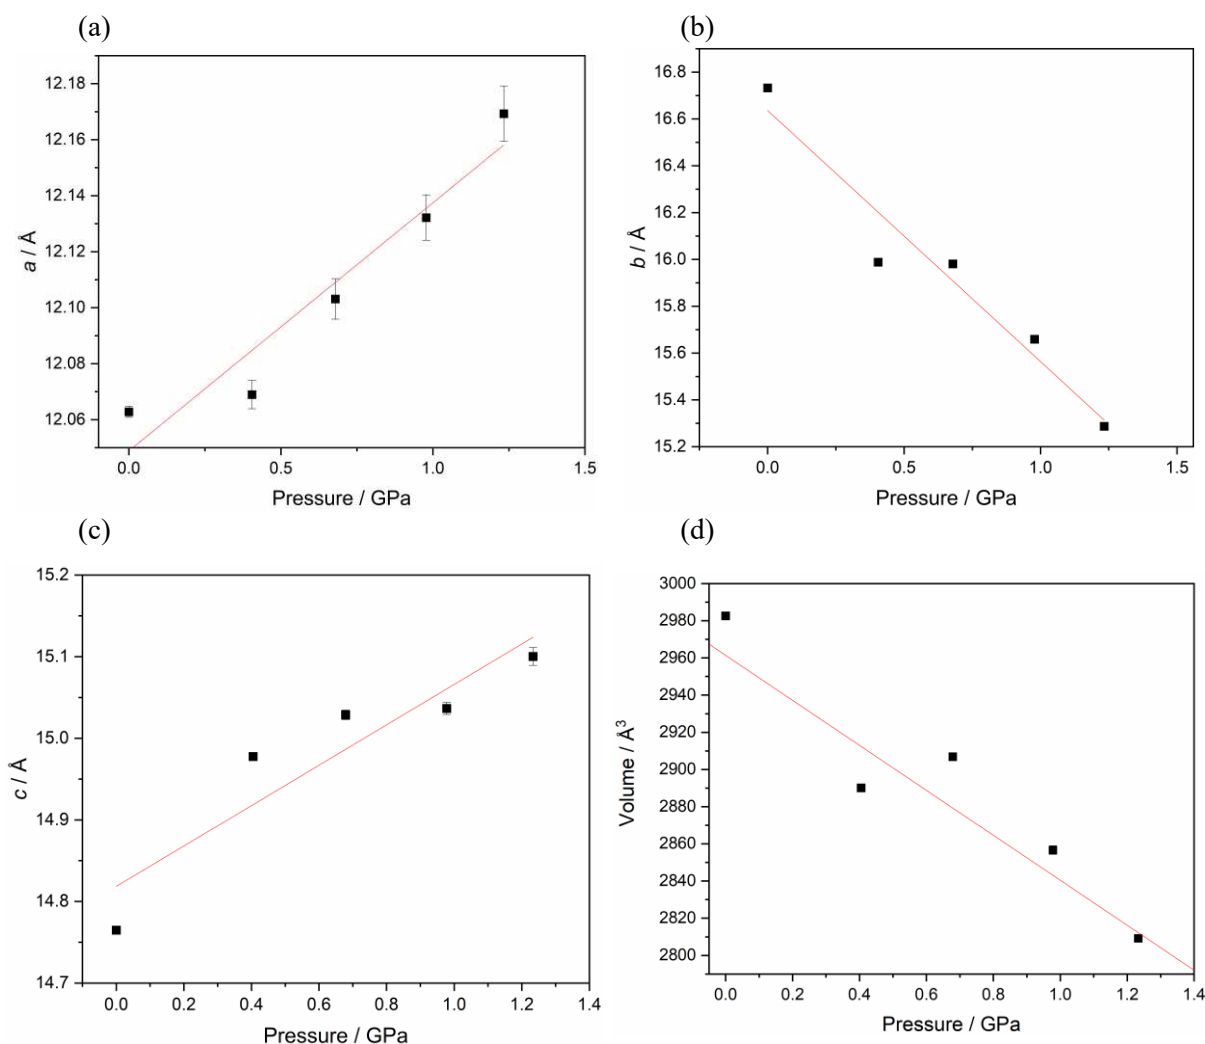 (a)
12.18
12.16
12.14
12.12
12.10
12.08
12.06
a / Å
0.0 0.5 1.0 1.5
Pressure / GPa
(b)
16.8
16.6
16.4
16.2
16.0
15.8
15.6
15.4
15.2
b / Å
0.0 0.5 1.0 1.5
Pressure / GPa
(c)
15.2
15.1
15.0
14.9
14.8
14.7
c / Å
0.0 0.2 0.4 0.6 0.8 1.0 1.2 1.4
Pressure / GPa
(d)
3000
2980
2960
2940
2920
2900
2880
2860
2840
2820
2800
Volume / Å³
0.0 0.2 0.4 0.6 0.8 1.0 1.2 1.4
Pressure / GPa